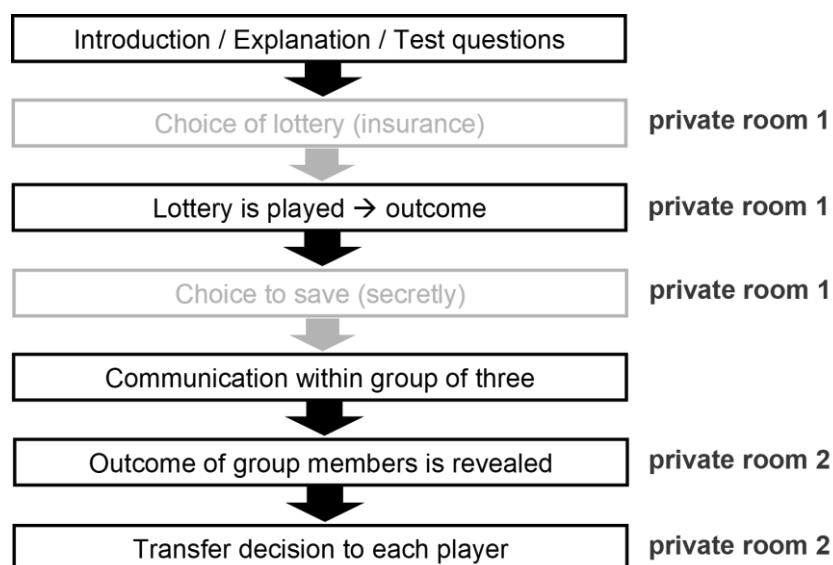 Introduction / Explanation / Test questions
Choice of lottery (insurance) private room 1
Lottery is played → outcome private room 1
Choice to save (secretly) private room 1
Communication within group of three
Outcome of group members is revealed private room 2
Transfer decision to each player private room 2